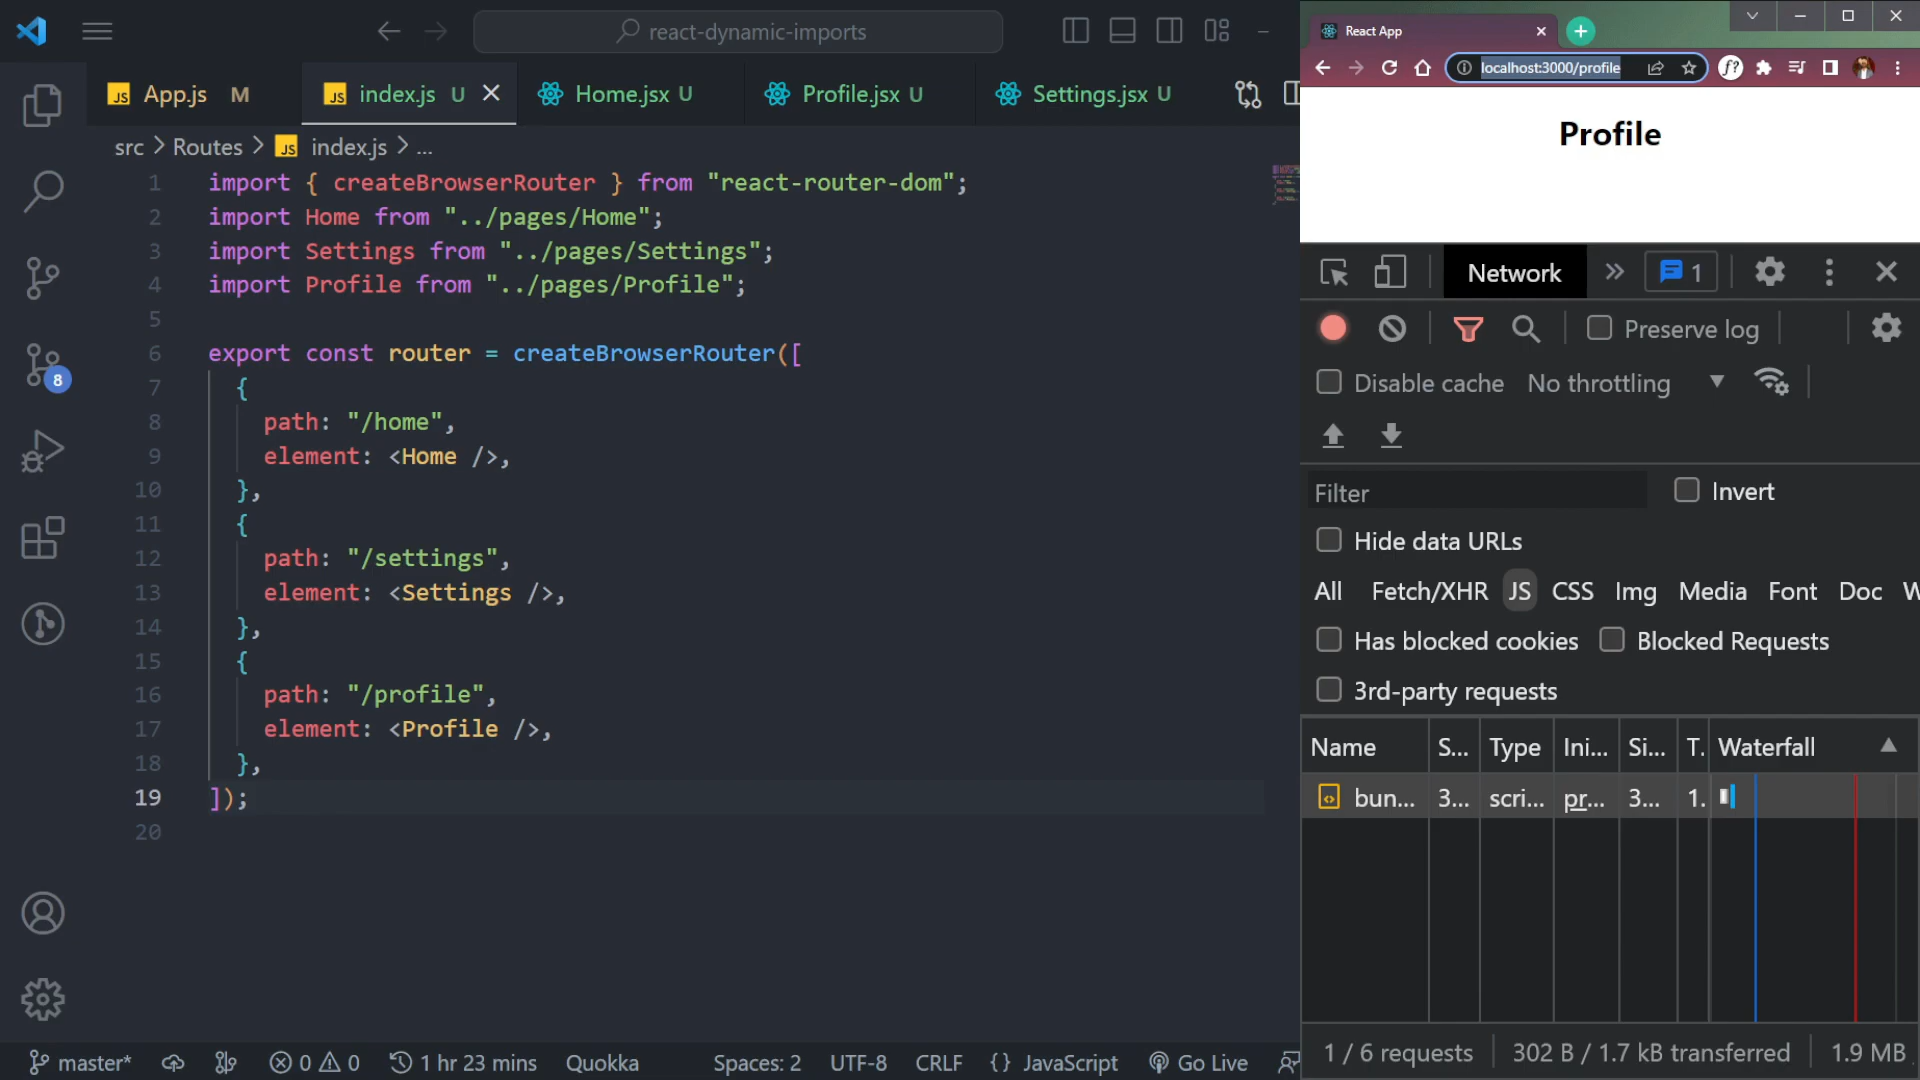 react-dynamic-imports
App.js M
index.js U
Home.jsx U
Profile.jsx U
Settings.jsx U
src > Routes > JS index.js > ...
1 import { createBrowserRouter } from "react-router-dom";
2 import Home from "../pages/Home";
3 import Settings from "../pages/Settings";
4 import Profile from "../pages/Profile";
5
6 export const router = createBrowserRouter([
7 {
8 path: "/home",
9 element: <Home />,
10 },
11 {
12 path: "/settings",
13 element: <Settings />,
14 },
15 {
16 path: "/profile",
17 element: <Profile />,
18 },
19 ]);
20
8
master* 0 0 1 hr 23 mins Quokka Spaces: 2 UTF-8 CRLF {} JavaScript Go Live
React App
localhost:3000/profile
f?
Profile
Network » 1
Preserve log
Disable cache No throttling
Filter Invert
Hide data URLs
All Fetch/XHR JS CSS Img Media Font Doc W
Has blocked cookies Blocked Requests
3rd-party requests
Name S... Type Ini... Si... T. Waterfall
bun... 3... scri... pr... 3... 1.
1 / 6 requests 302 B / 1.7 kB transferred 1.9 MB